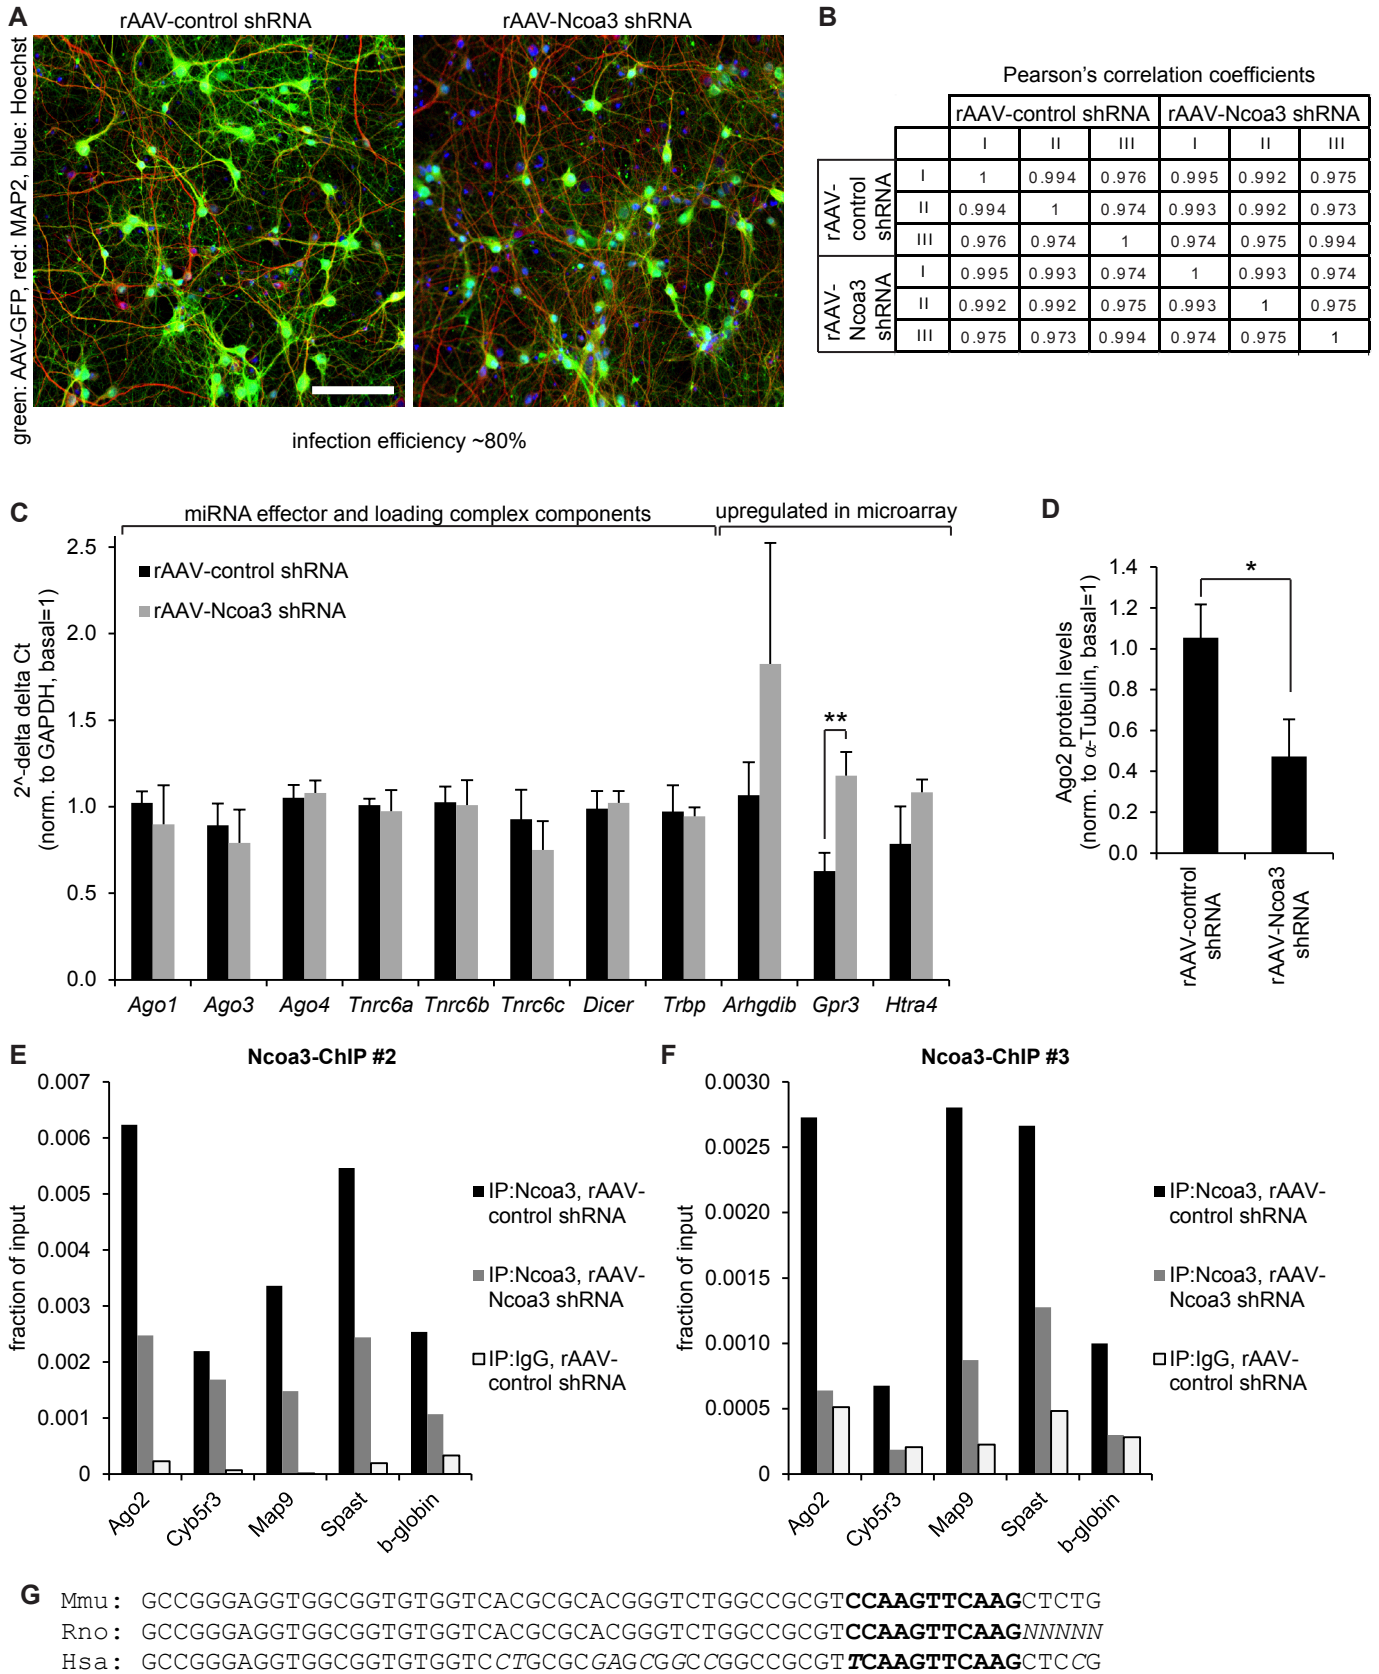 A
rAAV-control shRNA
rAAV-Ncoa3 shRNA
green: AAV-GFP, red: MAP2, blue: Hoechst
infection efficiency ~80%
B
Pearson's correlation coefficients
rAAV-control shRNA rAAV-Ncoa3 shRNA
I II III I II III
rAAV-
control
shRNA
I 1 0.994 0.976 0.995 0.992 0.975
II 0.994 1 0.974 0.993 0.992 0.973
III 0.976 0.974 1 0.974 0.975 0.994
rAAV-
Ncoa3
shRNA
I 0.995 0.993 0.974 1 0.993 0.974
II 0.992 0.992 0.975 0.993 1 0.975
III 0.975 0.973 0.994 0.974 0.975 1
C
miRNA effector and loading complex components
upregulated in microarray
rAAV-control shRNA
rAAV-Ncoa3 shRNA
2^-delta delta Ct
(norm. to GAPDH, basal=1)
2.5
2.0
1.5
1.0
0.5
0.0
**
Ago1 Ago3 Ago4 Tnrc6a Tnrc6b Tnrc6c Dicer Trbp Arhgdib Gpr3 Htra4
D
Ago2 protein levels
(norm. to α-Tubulin, basal=1)
1.4
1.2
1.0
0.8
0.6
0.4
0.2
0.0
*
rAAV-control
shRNA
rAAV-Ncoa3
shRNA
E
Ncoa3-ChIP #2
fraction of input
0.007
0.006
0.005
0.004
0.003
0.002
0.001
0
Ago2
Cyb5r3
Map9
Spast
b-globin
IP:Ncoa3, rAAV-
control shRNA
IP:Ncoa3, rAAV-
Ncoa3 shRNA
IP:IgG, rAAV-
control shRNA
F
Ncoa3-ChIP #3
fraction of input
0.0030
0.0025
0.0020
0.0015
0.0010
0.0005
0
Ago2
Cyb5r3
Map9
Spast
b-globin
IP:Ncoa3, rAAV-
control shRNA
IP:Ncoa3, rAAV-
Ncoa3 shRNA
IP:IgG, rAAV-
control shRNA
G
Mmu: GCCGGGAGGTGGCGGTGTGGTCACGCGCACGGGTCTGGCCGCGTCCAAGTTCAAGCTCTG
Rno: GCCGGGAGGTGGCGGTGTGGTCACGCGCACGGGTCTGGCCGCGTCCAAGTTCAAGNNNNN
Hsa: GCCGGGAGGTGGCGGTGTGGTCCTGCGCGAGCGGCCGGCCGCGTTCAAGTTCAAGCTCCG